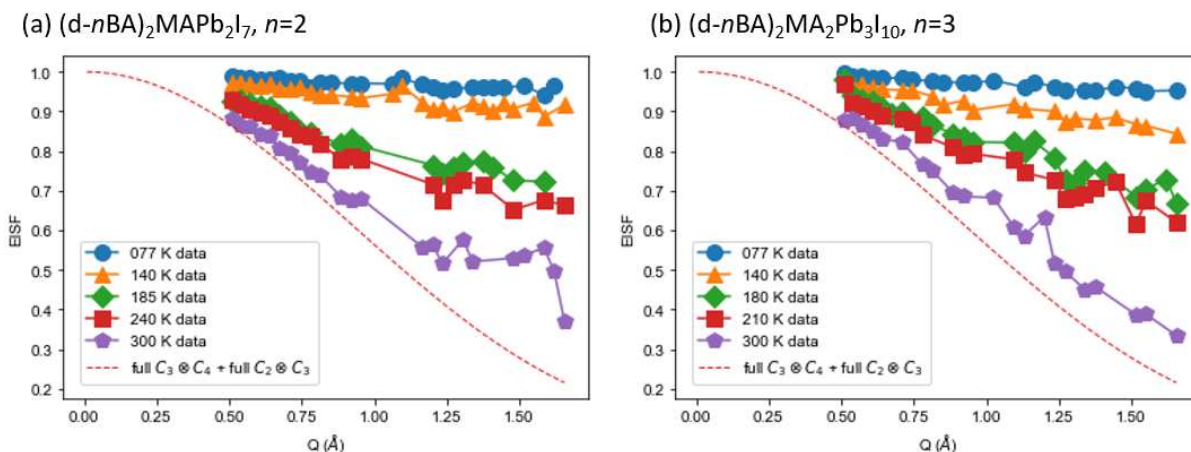 (a) (d-nBA)₂MAPb₂I₇, n=2
1.0
0.9
0.8
0.7
0.6
0.5
0.4
0.3
0.2
EISF
077 K data
140 K data
185 K data
240 K data
300 K data
full C₃ ⊗ C₄ + full C₂ ⊗ C₃
0.00 0.25 0.50 0.75 1.00 1.25 1.50
Q (Å)
(b) (d-nBA)₂MA₂Pb₃I₁₀, n=3
1.0
0.9
0.8
0.7
0.6
0.5
0.4
0.3
0.2
EISF
077 K data
140 K data
180 K data
210 K data
300 K data
full C₃ ⊗ C₄ + full C₂ ⊗ C₃
0.00 0.25 0.50 0.75 1.00 1.25 1.50
Q (Å)